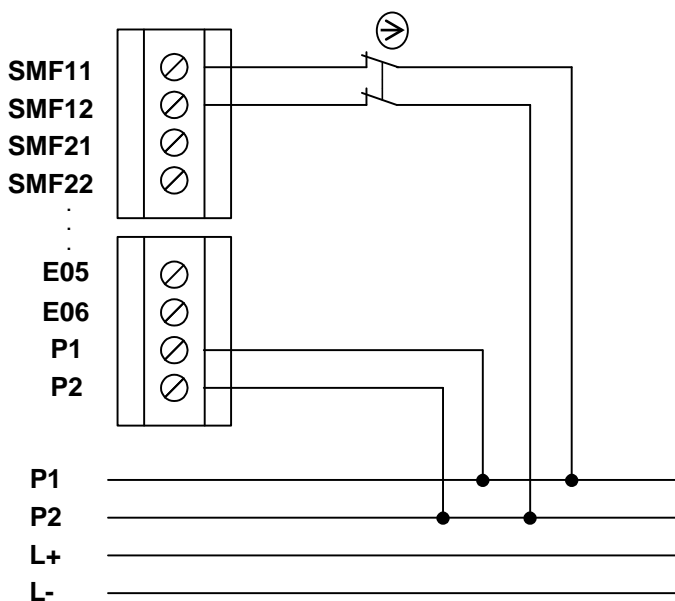 SMF11
SMF12
SMF21
SMF22
.
.
.
E05
E06
P1
P2
P1
P2
L+
L-